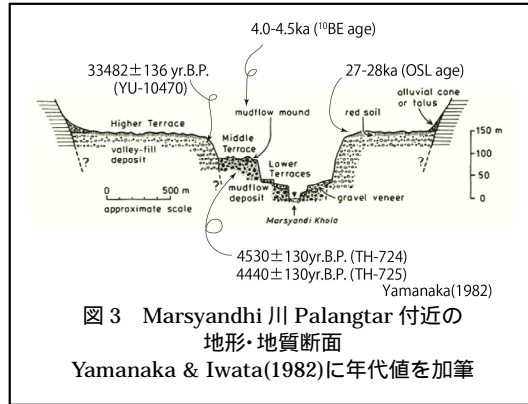 4.0-4.5ka (¹⁰BE age)
33482±136 yr.B.P.
(YU-10470)
27-28ka (OSL age)
alluvial cone
or talus
Higher Terrace
mudflow mound
red soil
150 m
Middle
Terrace
valley-fill
deposit
100
Lower
Terraces
50
?
?
?
0 500 m
mudflow
deposit
gravel veneer
0
approximate scale
Marsyandi Khola
4530±130yr.B.P. (TH-724)
4440±130yr.B.P. (TH-725)
Yamanaka(1982)
図 3 Marsyandhi 川 Palangtar 付近の
地形・地質断面
Yamanaka & Iwata(1982)に年代値を加筆